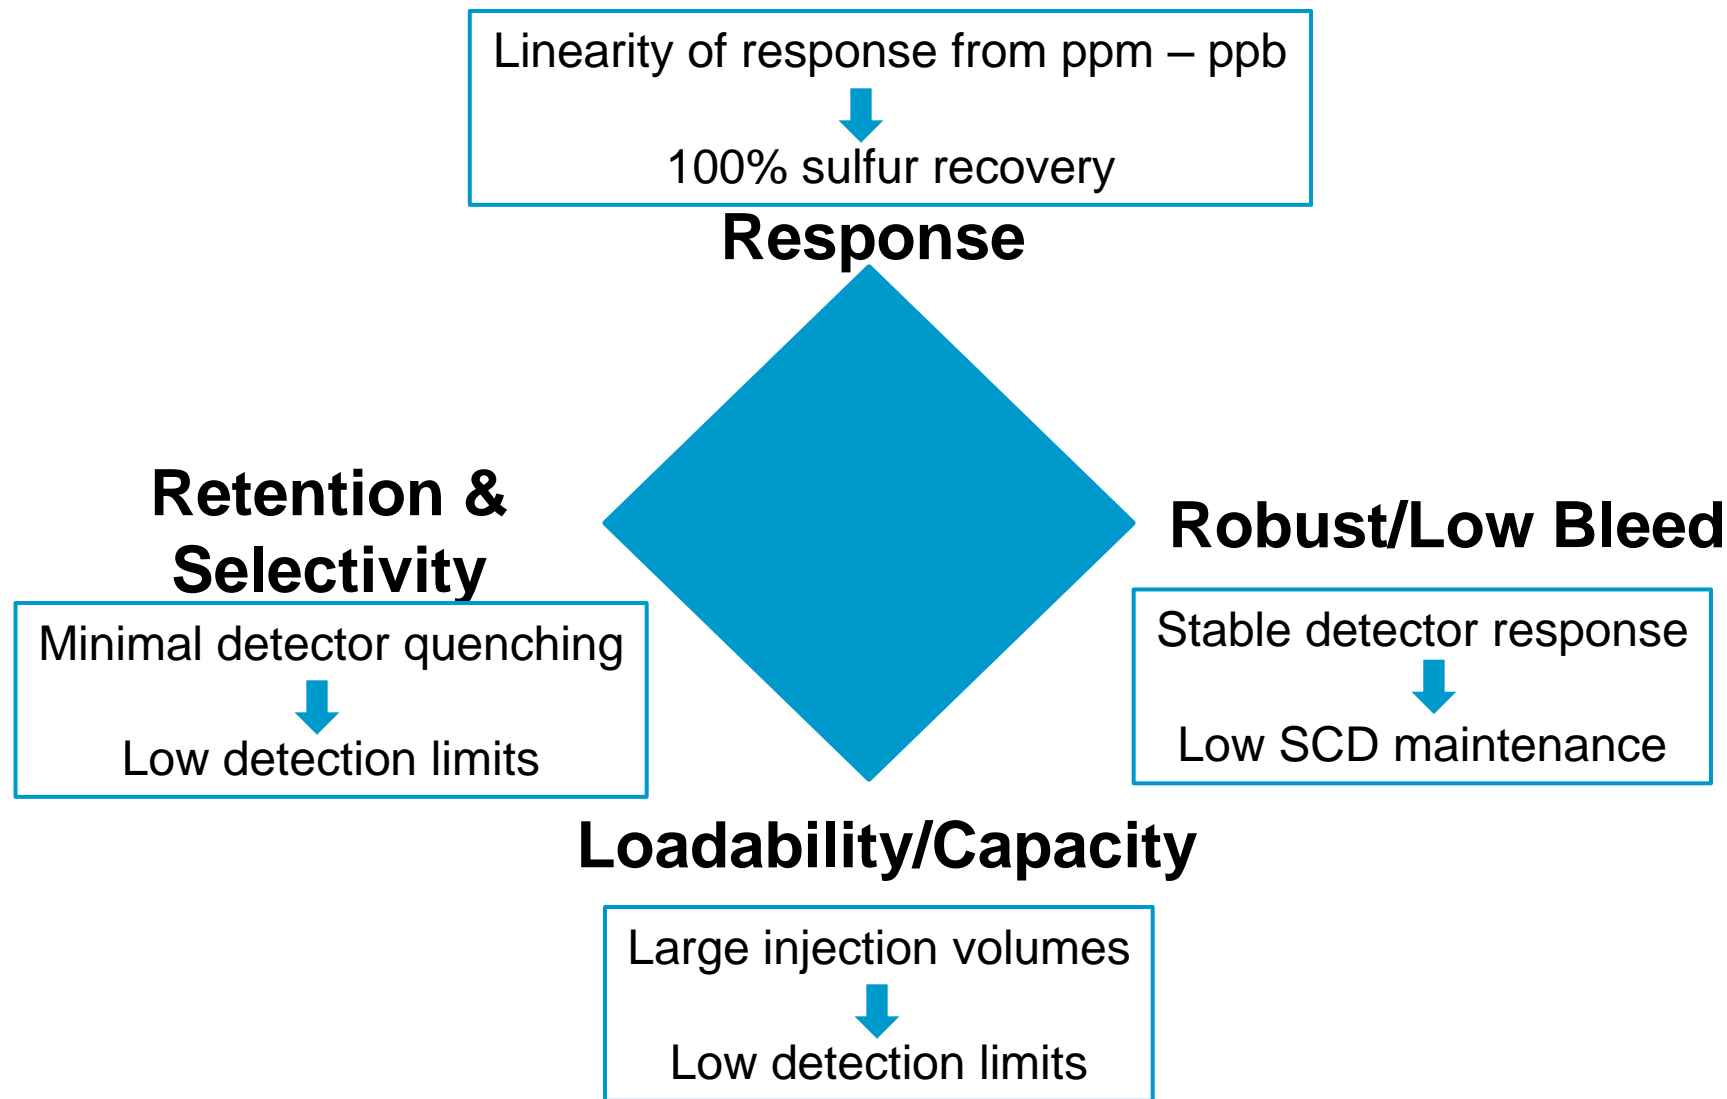 Linearity of response from ppm – ppb
100% sulfur recovery
Response
Retention &
Selectivity
Minimal detector quenching
Low detection limits
Robust/Low Bleed
Stable detector response
Low SCD maintenance
Loadability/Capacity
Large injection volumes
Low detection limits